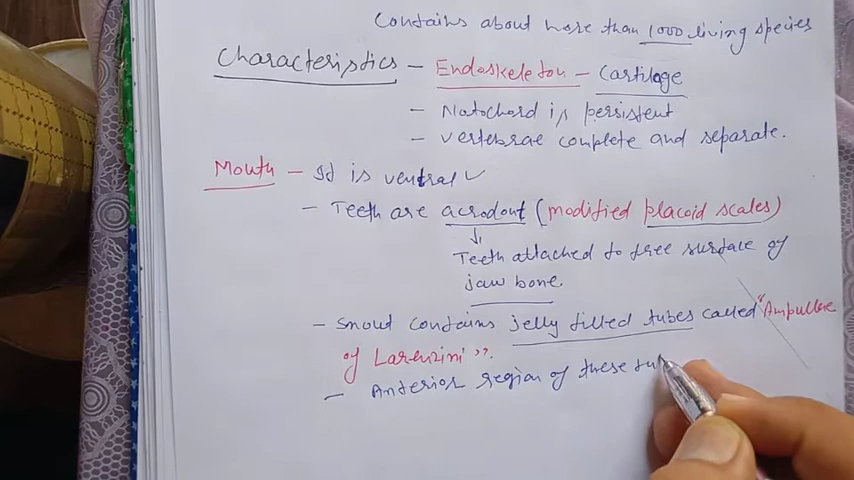 Contains about more than 1000 living species
Characteristics - Endoskeleton - Cartilage
- Notochord is persistent
- Vertebrae complete and separate.
Mouth - It is ventral ✓
- Teeth are acrodont (modified placoid scales)
↓
Teeth attached to free surface of
jaw bone.
- Snout contains jelly filled tubes called "Ampullae
of Lorenzini".
- Anterior region of these tu